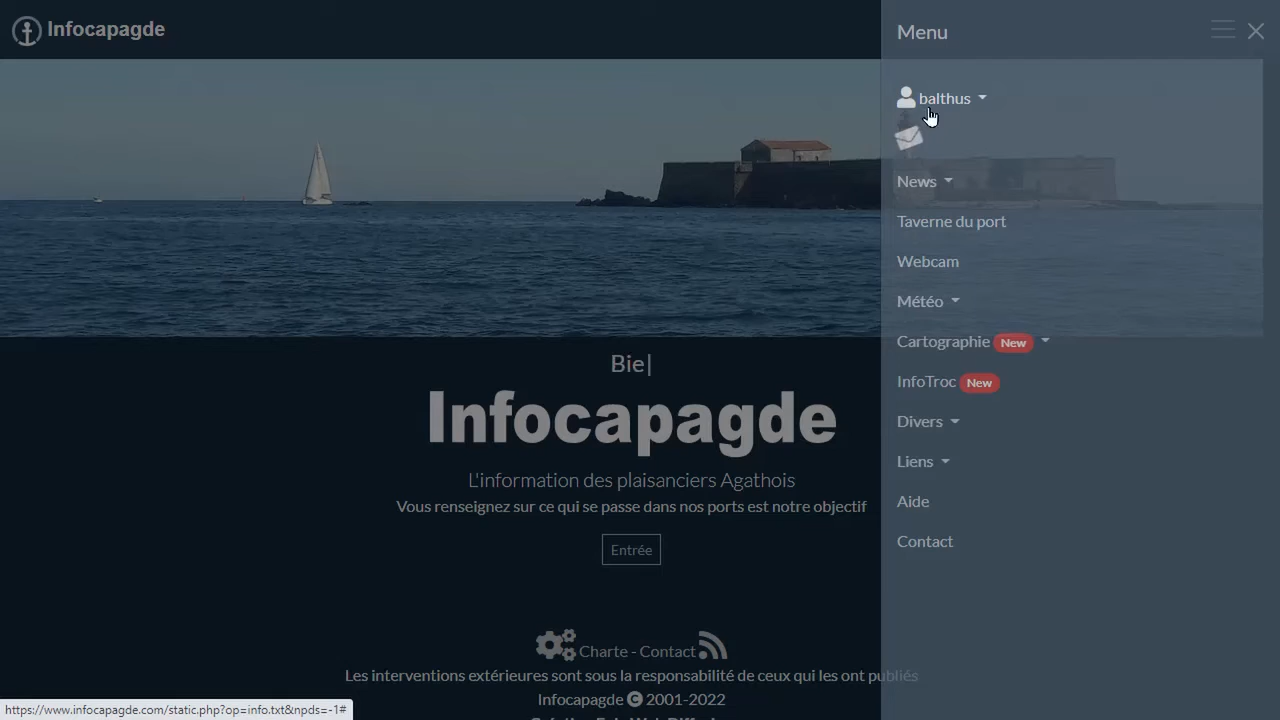 Infocapagde
Menu
balthus
News
Taverne du port
Webcam
Météo
Cartographie New
InfoTroc New
Divers
Liens
Aide
Contact
Bie|
Infocapagde
L'information des plaisanciers Agathois
Vous renseignez sur ce qui se passe dans nos ports est notre objectif
Entrée
Charte - Contact
Les interventions extérieures sont sous la responsabilité de ceux qui les ont publiés
Infocapagde © 2001-2022
https://www.infocapagde.com/static.php?op=info.txt&npds=-1#